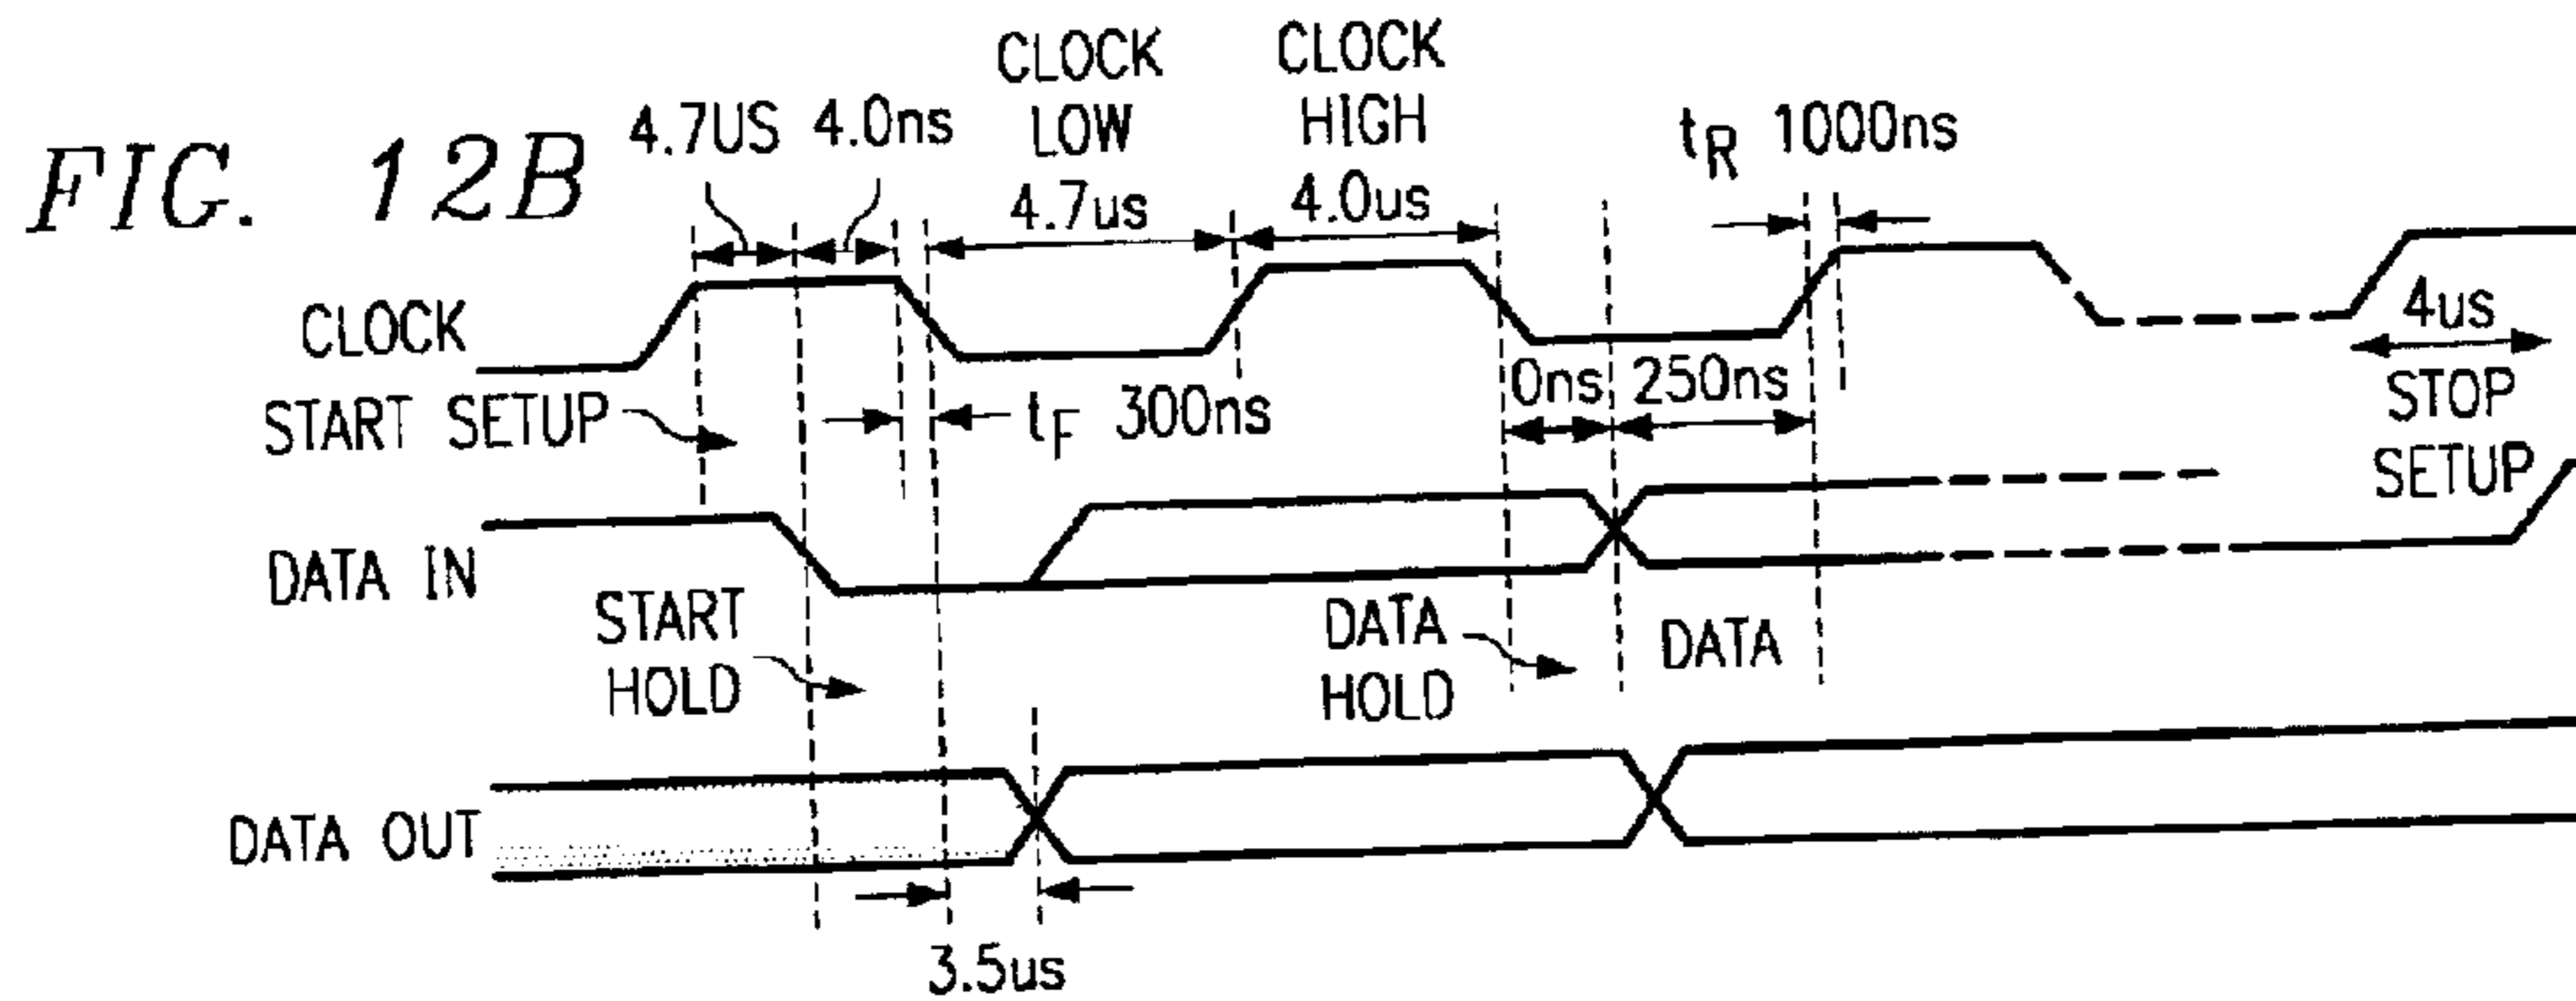 FIG. 12B
4.7US
4.0ns
CLOCK
LOW
4.7us
CLOCK
HIGH
4.0us
tR 1000ns
CLOCK
START SETUP
tF 300ns
0ns
250ns
4us
STOP
SETUP
DATA IN
START
HOLD
DATA
HOLD
DATA
DATA OUT
3.5us